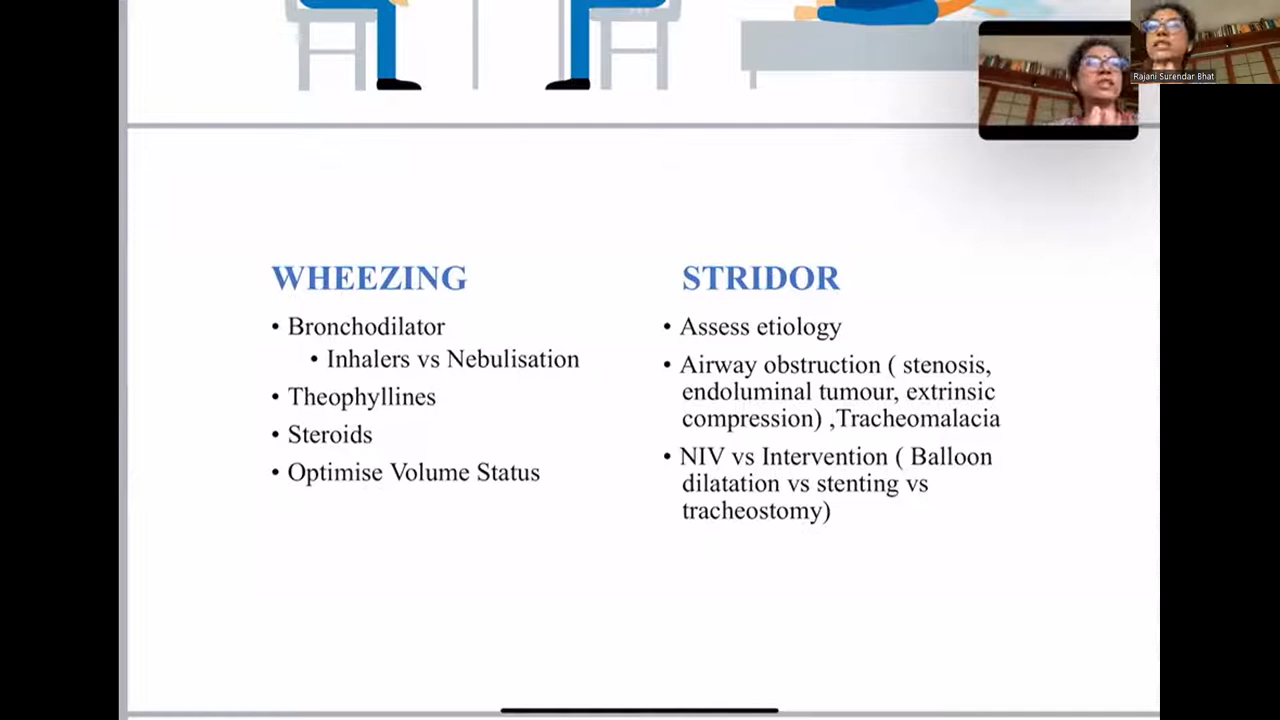 Rajani Surendar Bhat
WHEEZING
• Bronchodilator
• Inhalers vs Nebulisation
• Theophyllines
• Steroids
• Optimise Volume Status
STRIDOR
• Assess etiology
• Airway obstruction ( stenosis,
endoluminal tumour, extrinsic
compression) ,Tracheomalacia
• NIV vs Intervention ( Balloon
dilatation vs stenting vs
tracheostomy)